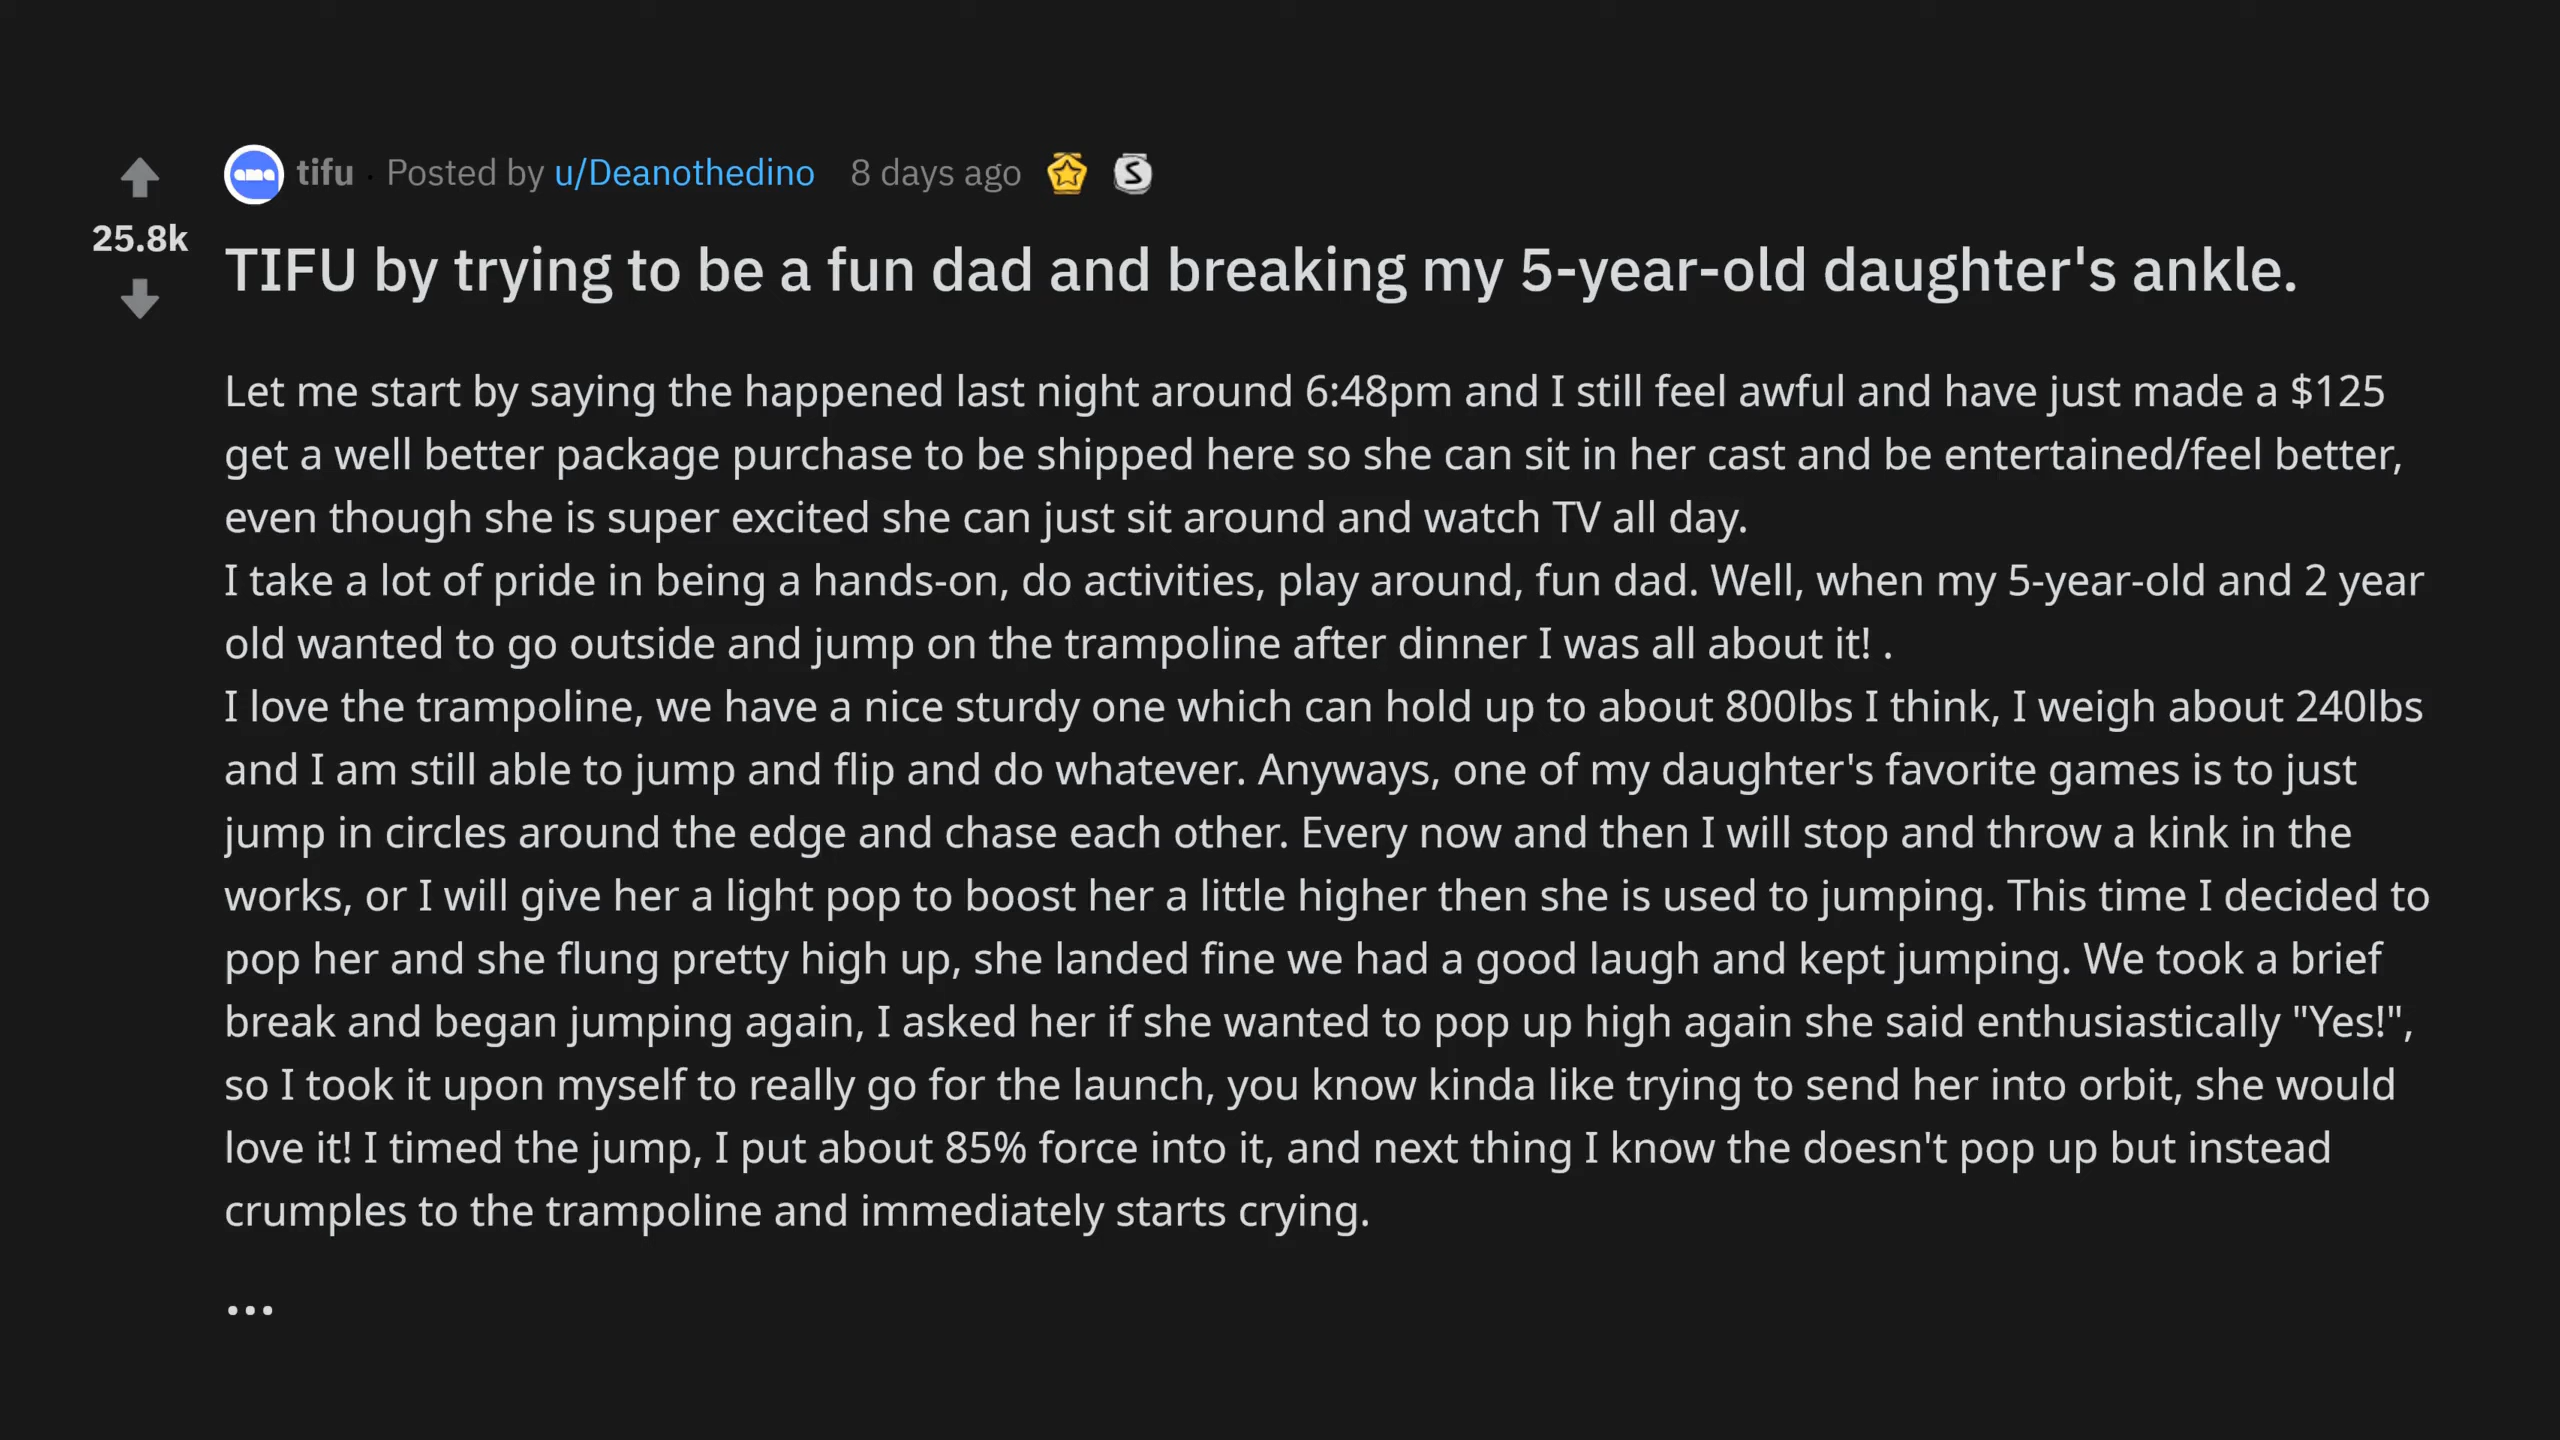 ama tifu · Posted by u/Deanothedino 8 days ago S
25.8k
TIFU by trying to be a fun dad and breaking my 5-year-old daughter's ankle.
Let me start by saying the happened last night around 6:48pm and I still feel awful and have just made a $125
get a well better package purchase to be shipped here so she can sit in her cast and be entertained/feel better,
even though she is super excited she can just sit around and watch TV all day.
I take a lot of pride in being a hands-on, do activities, play around, fun dad. Well, when my 5-year-old and 2 year
old wanted to go outside and jump on the trampoline after dinner I was all about it! .
I love the trampoline, we have a nice sturdy one which can hold up to about 800lbs I think, I weigh about 240lbs
and I am still able to jump and flip and do whatever. Anyways, one of my daughter's favorite games is to just
jump in circles around the edge and chase each other. Every now and then I will stop and throw a kink in the
works, or I will give her a light pop to boost her a little higher then she is used to jumping. This time I decided to
pop her and she flung pretty high up, she landed fine we had a good laugh and kept jumping. We took a brief
break and began jumping again, I asked her if she wanted to pop up high again she said enthusiastically "Yes!",
so I took it upon myself to really go for the launch, you know kinda like trying to send her into orbit, she would
love it! I timed the jump, I put about 85% force into it, and next thing I know the doesn't pop up but instead
crumples to the trampoline and immediately starts crying.
...